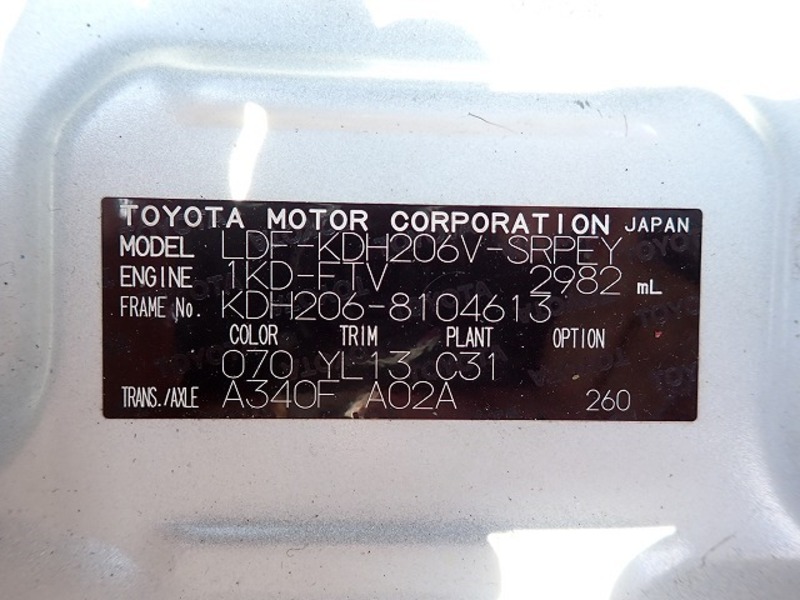 TOYOTA MOTOR CORPORATION JAPAN
MODEL LDF-KDH206V-SRPEY
ENGINE 1KD-FTV 2982 mL
FRAME No. KDH206-8104613
COLOR TRIM PLANT OPTION
070 YL13 C31
TRANS./AXLE A340F A02A 260